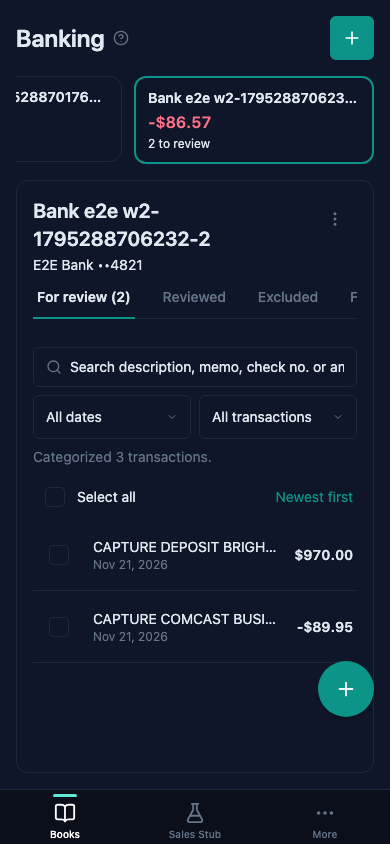 Banking
528870176...
Bank e2e w2-179528870623...
-$86.57
2 to review
Bank e2e w2-
1795288706232-2
E2E Bank ••4821
For review (2)
Reviewed
Excluded
F
Search description, memo, check no. or am
All dates
All transactions
Categorized 3 transactions.
Select all
Newest first
CAPTURE DEPOSIT BRIGH...
$970.00
Nov 21, 2026
CAPTURE COMCAST BUSI...
-$89.95
Nov 21, 2026
Books
Sales Stub
More